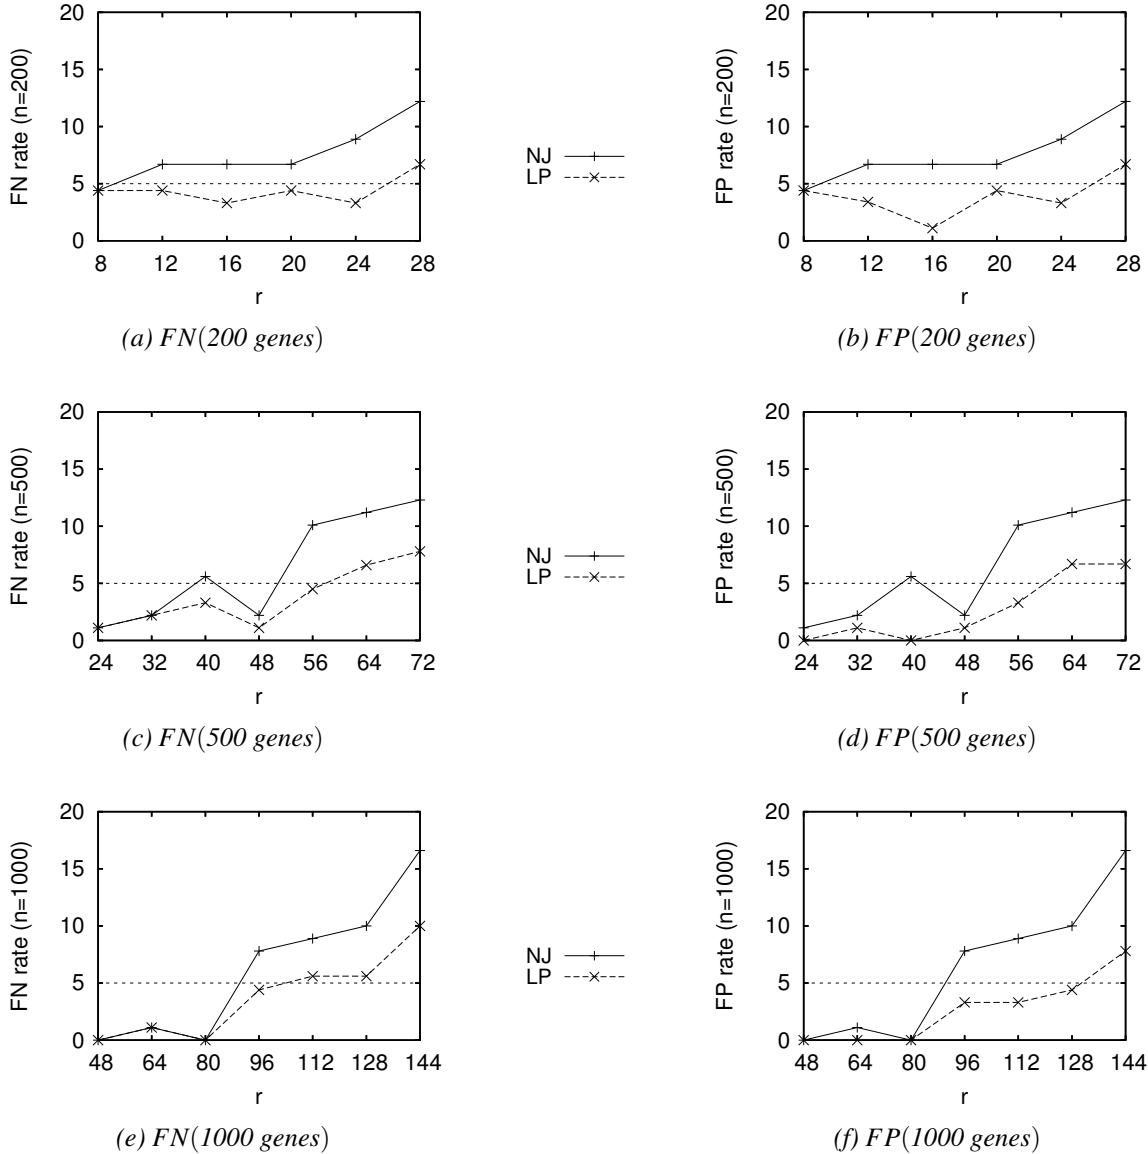 FN rate (n=200)
20
15
10
5
0
8 12 16 20 24 28
r
(a) FN(200 genes)
NJ
LP
FP rate (n=200)
20
15
10
5
0
8 12 16 20 24 28
r
(b) FP(200 genes)
FN rate (n=500)
20
15
10
5
0
24 32 40 48 56 64 72
r
(c) FN(500 genes)
NJ
LP
FP rate (n=500)
20
15
10
5
0
24 32 40 48 56 64 72
r
(d) FP(500 genes)
FN rate (n=1000)
20
15
10
5
0
48 64 80 96 112 128 144
r
(e) FN(1000 genes)
NJ
LP
FP rate (n=1000)
20
15
10
5
0
48 64 80 96 112 128 144
r
(f) FP(1000 genes)